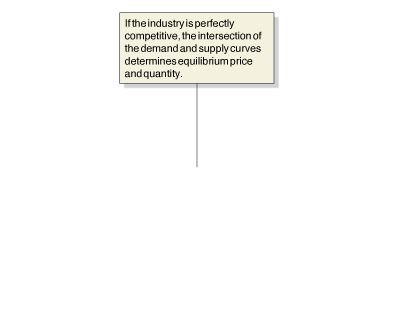 If the industry is perfectly
competitive, the intersection of
the demand and supply curves
determines equilibrium price
and quantity.